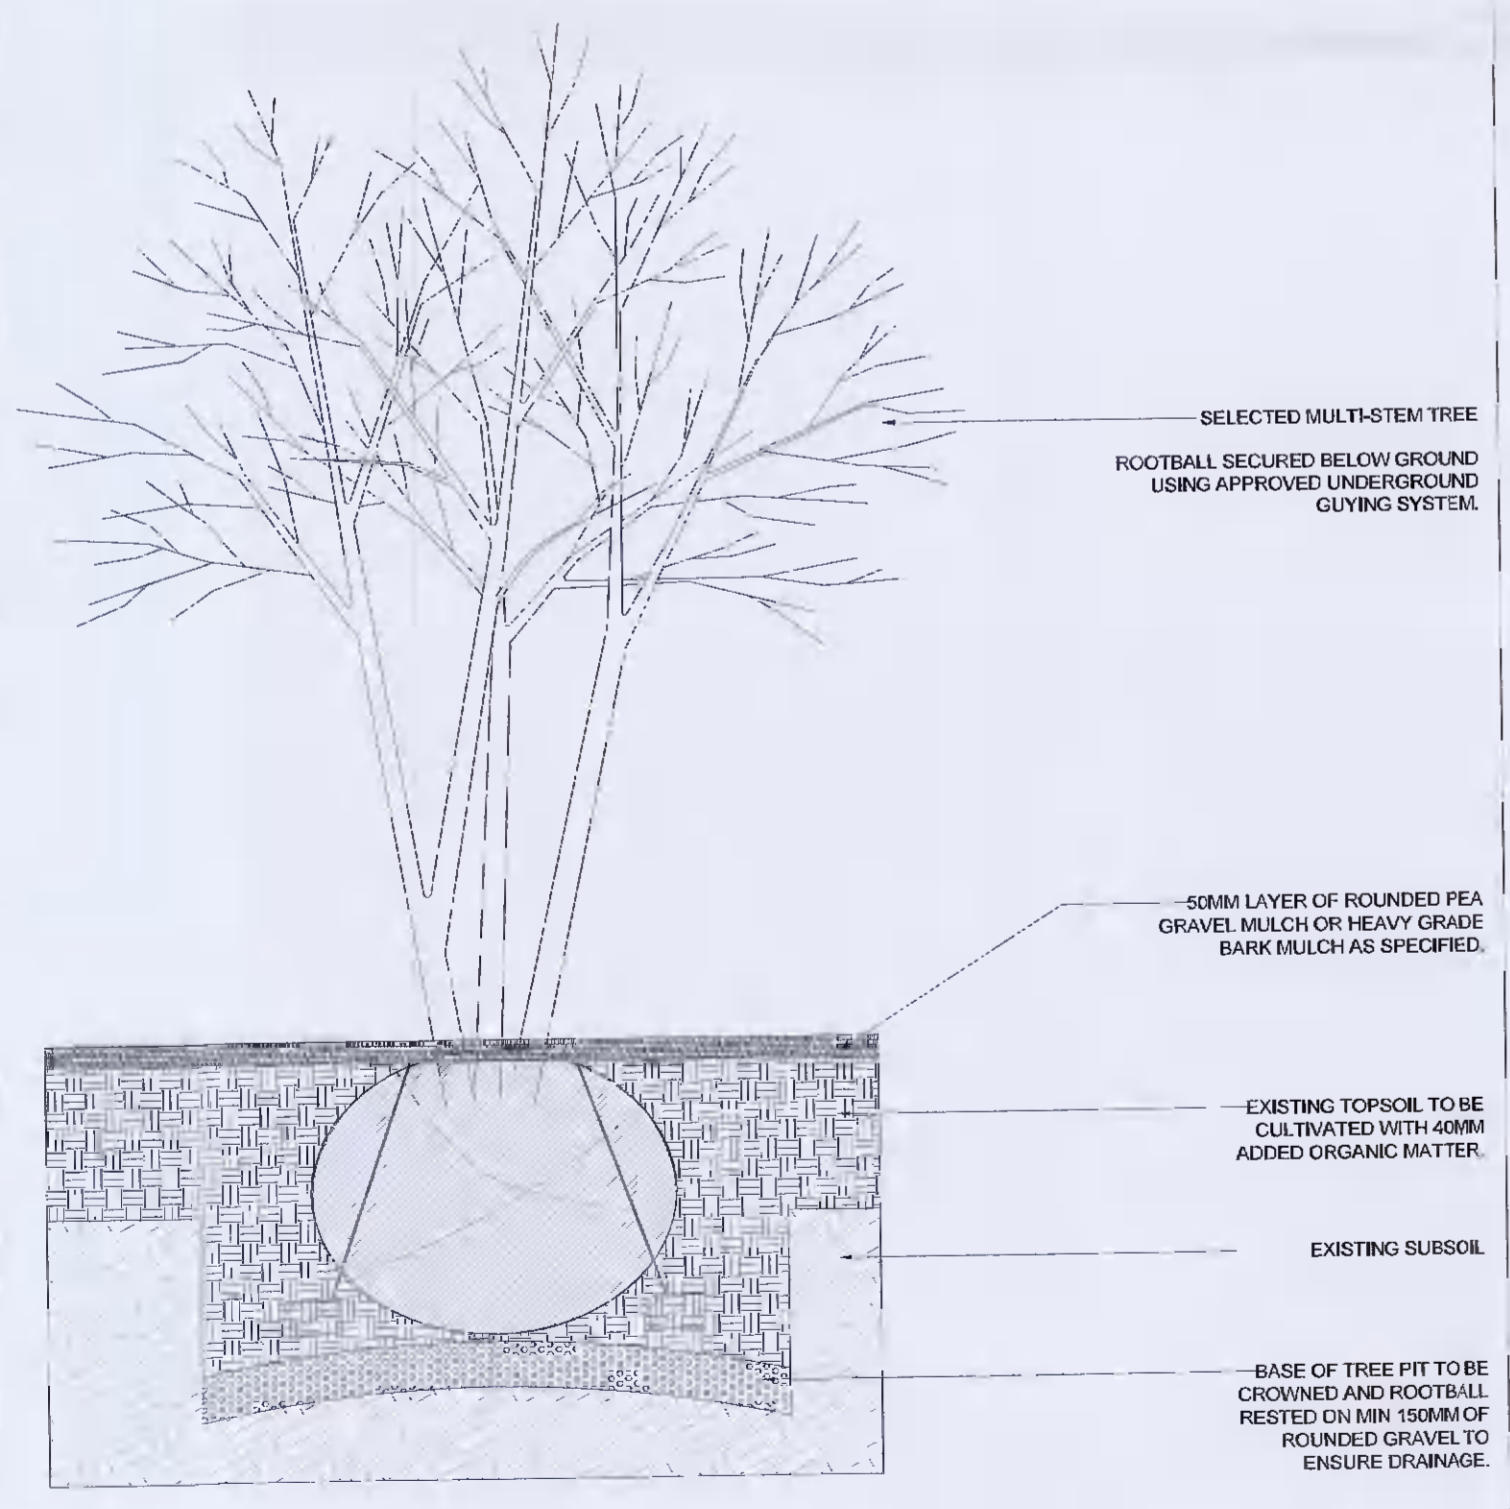 SELECTED MULTI-STEM TREE
ROOTBALL SECURED BELOW GROUND
USING APPROVED UNDERGROUND
GUYING SYSTEM.
50MM LAYER OF ROUNDED PEA
GRAVEL MULCH OR HEAVY GRADE
BARK MULCH AS SPECIFIED.
EXISTING TOPSOIL TO BE
CULTIVATED WITH 40MM
ADDED ORGANIC MATTER.
EXISTING SUBSOIL
BASE OF TREE PIT TO BE
CROWNED AND ROOTBALL
RESTED ON MIN 150MM OF
ROUNDED GRAVEL TO
ENSURE DRAINAGE.